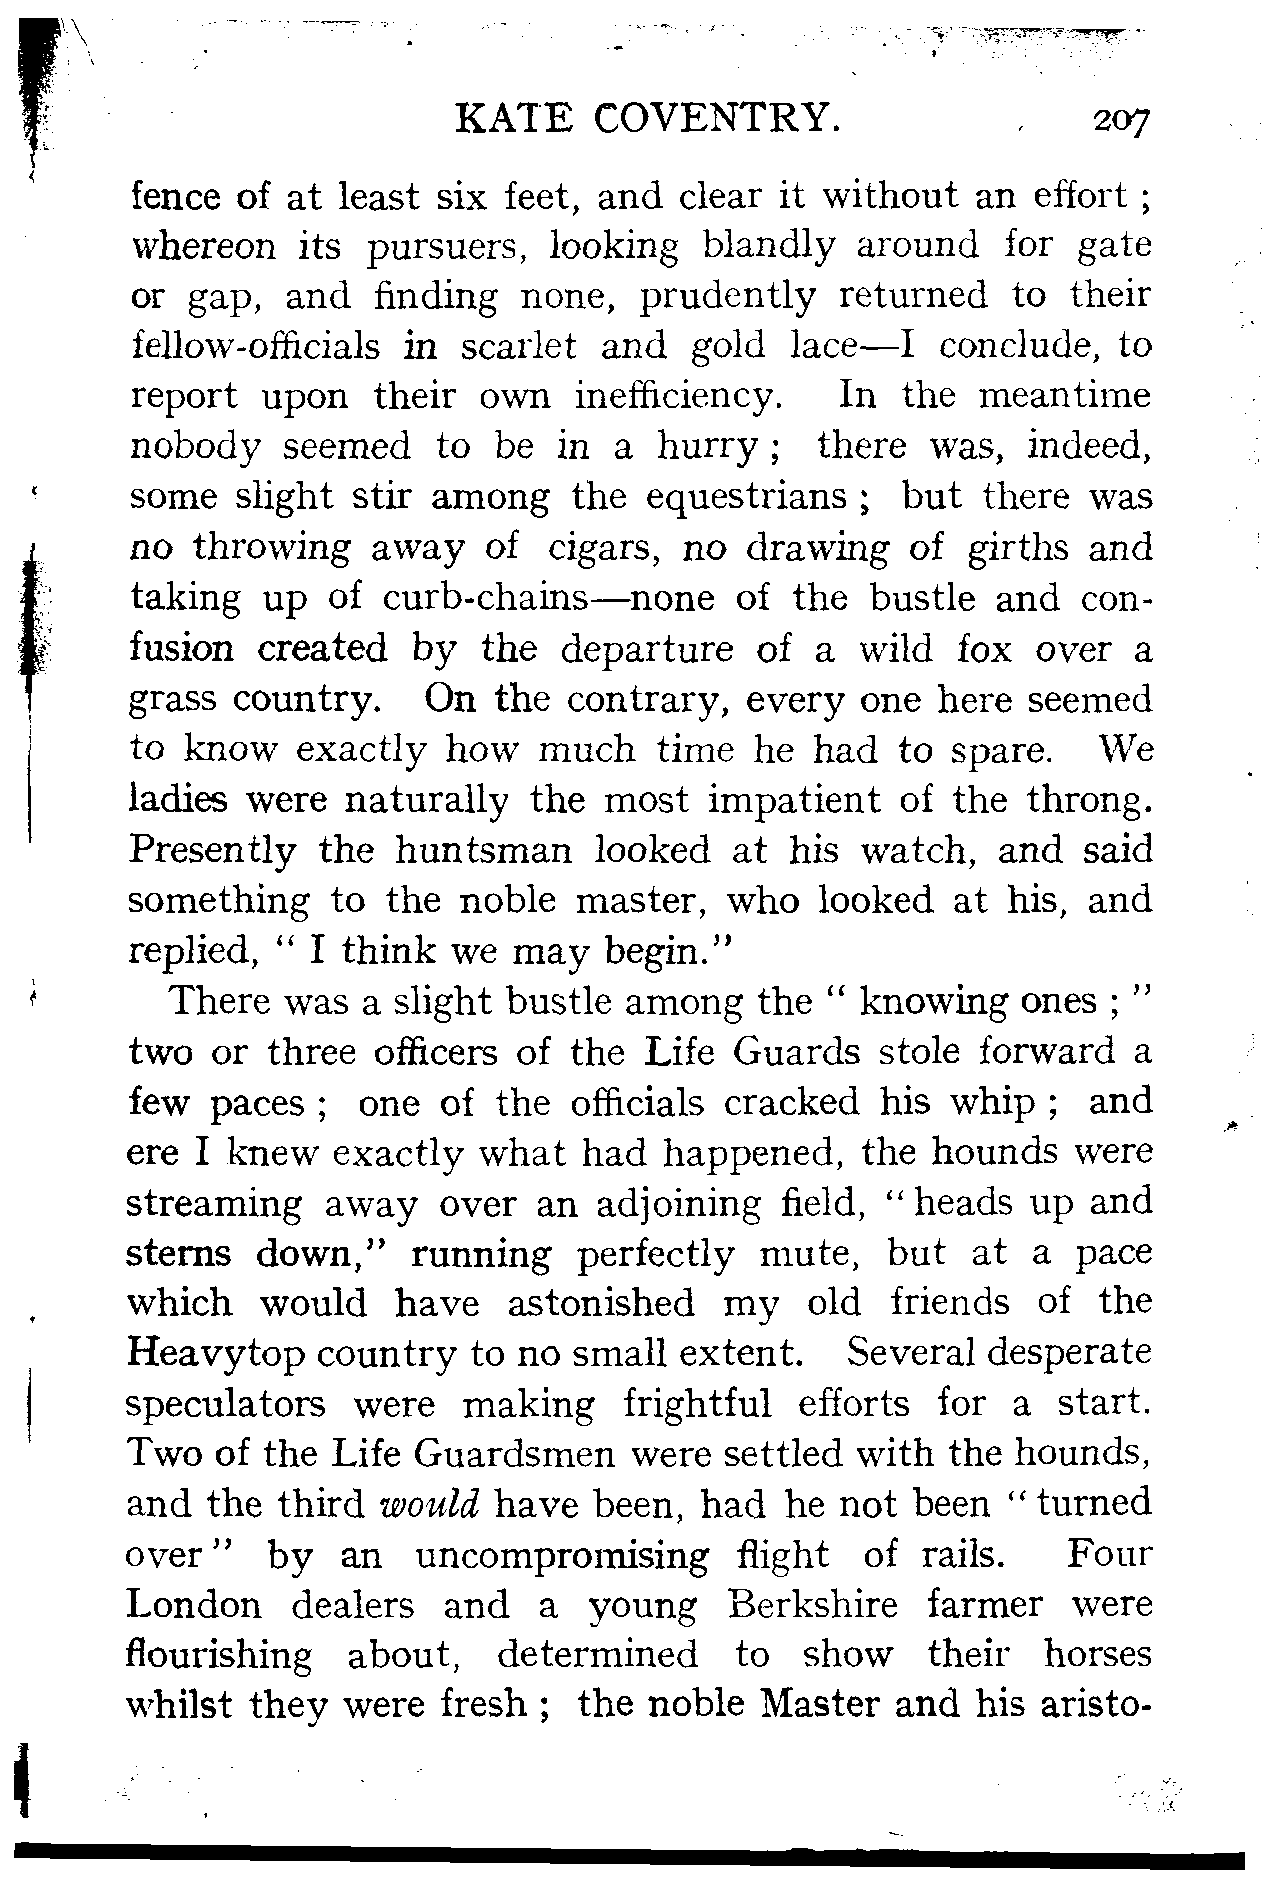 KATE COVENTRY. 207
fence of at least six feet, and clear it without an effort ;
whereon its pursuers, looking blandly around for gate
or gap, and finding none, prudently returned to their
fellow-officials in scarlet and gold lace—I conclude, to
report upon their own inefficiency. In the meantime
nobody seemed to be in a hurry ; there was, indeed,
some slight stir among the equestrians ; but there was
no throwing away of cigars, no drawing of girths and
taking up of curb-chains—none of the bustle and con-
fusion created by the departure of a wild fox over a
grass country. On the contrary, every one here seemed
to know exactly how much time he had to spare. We
ladies were naturally the most impatient of the throng.
Presently the huntsman looked at his watch, and said
something to the noble master, who looked at his, and
replied, " I think we may begin."
There was a slight bustle among the " knowing ones ; "
two or three officers of the Life Guards stole forward a
few paces ; one of the officials cracked his whip ; and
ere I knew exactly what had happened, the hounds were
streaming away over an adjoining field, " heads up and
sterns down," running perfectly mute, but at a pace
which would have astonished my old friends of the
Heavytop country to no small extent. Several desperate
speculators were making frightful efforts for a start.
Two of the Life Guardsmen were settled with the hounds,
and the third would have been, had he not been " turned
over " by an uncompromising flight of rails. Four
London dealers and a young Berkshire farmer were
flourishing about, determined to show their horses
whilst they were fresh ; the noble Master and his aristo-